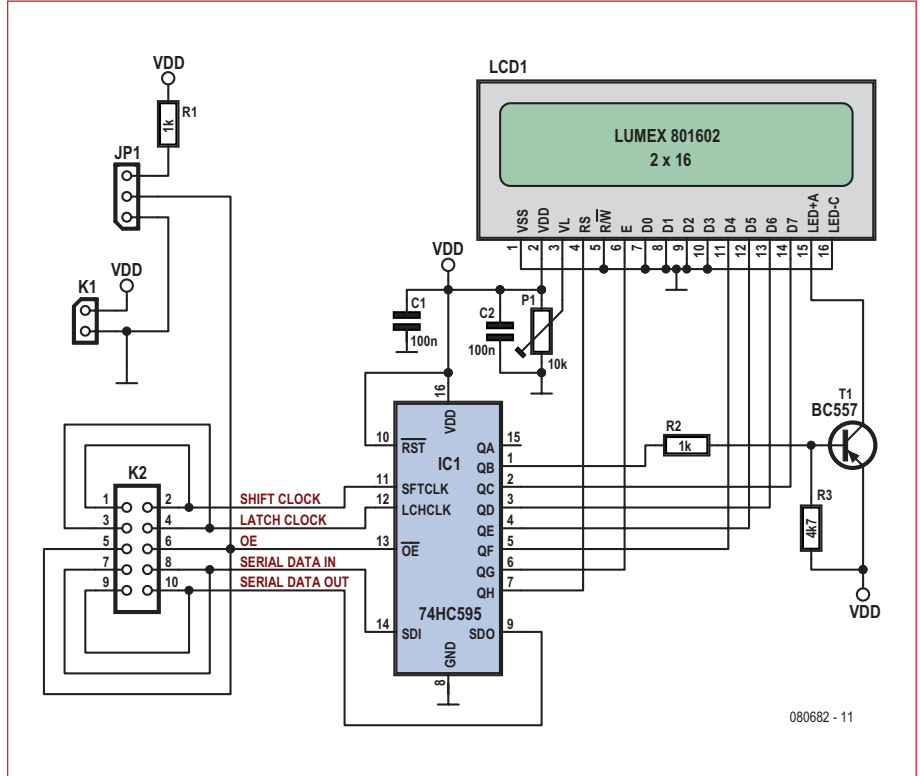 VDD
R1
1k
JP1
K1
VDD
LCD1
LUMEX 801602
2 x 16
VSS
VDD
VL
RS
R/W
E
D0
D1
D2
D3
D4
D5
D6
D7
LED+A
LED-C
1
2
3
4
5
6
7
8
9
10
11
12
13
14
15
16
VDD
C1
100n
C2
100n
P1
10k
16
VDD
10
RST
IC1
11
SFTCLK
12
LCHCLK
13
OE
74HC595
14
SDI
SDO
9
GND
8
QA
15
QB
1
QC
2
QD
3
QE
4
QF
5
QG
6
QH
7
R2
1k
T1
BC557
R3
4k7
VDD
K2
1
2
3
4
5
6
7
8
9
10
SHIFT CLOCK
LATCH CLOCK
OE
SERIAL DATA IN
SERIAL DATA OUT
080682 - 11